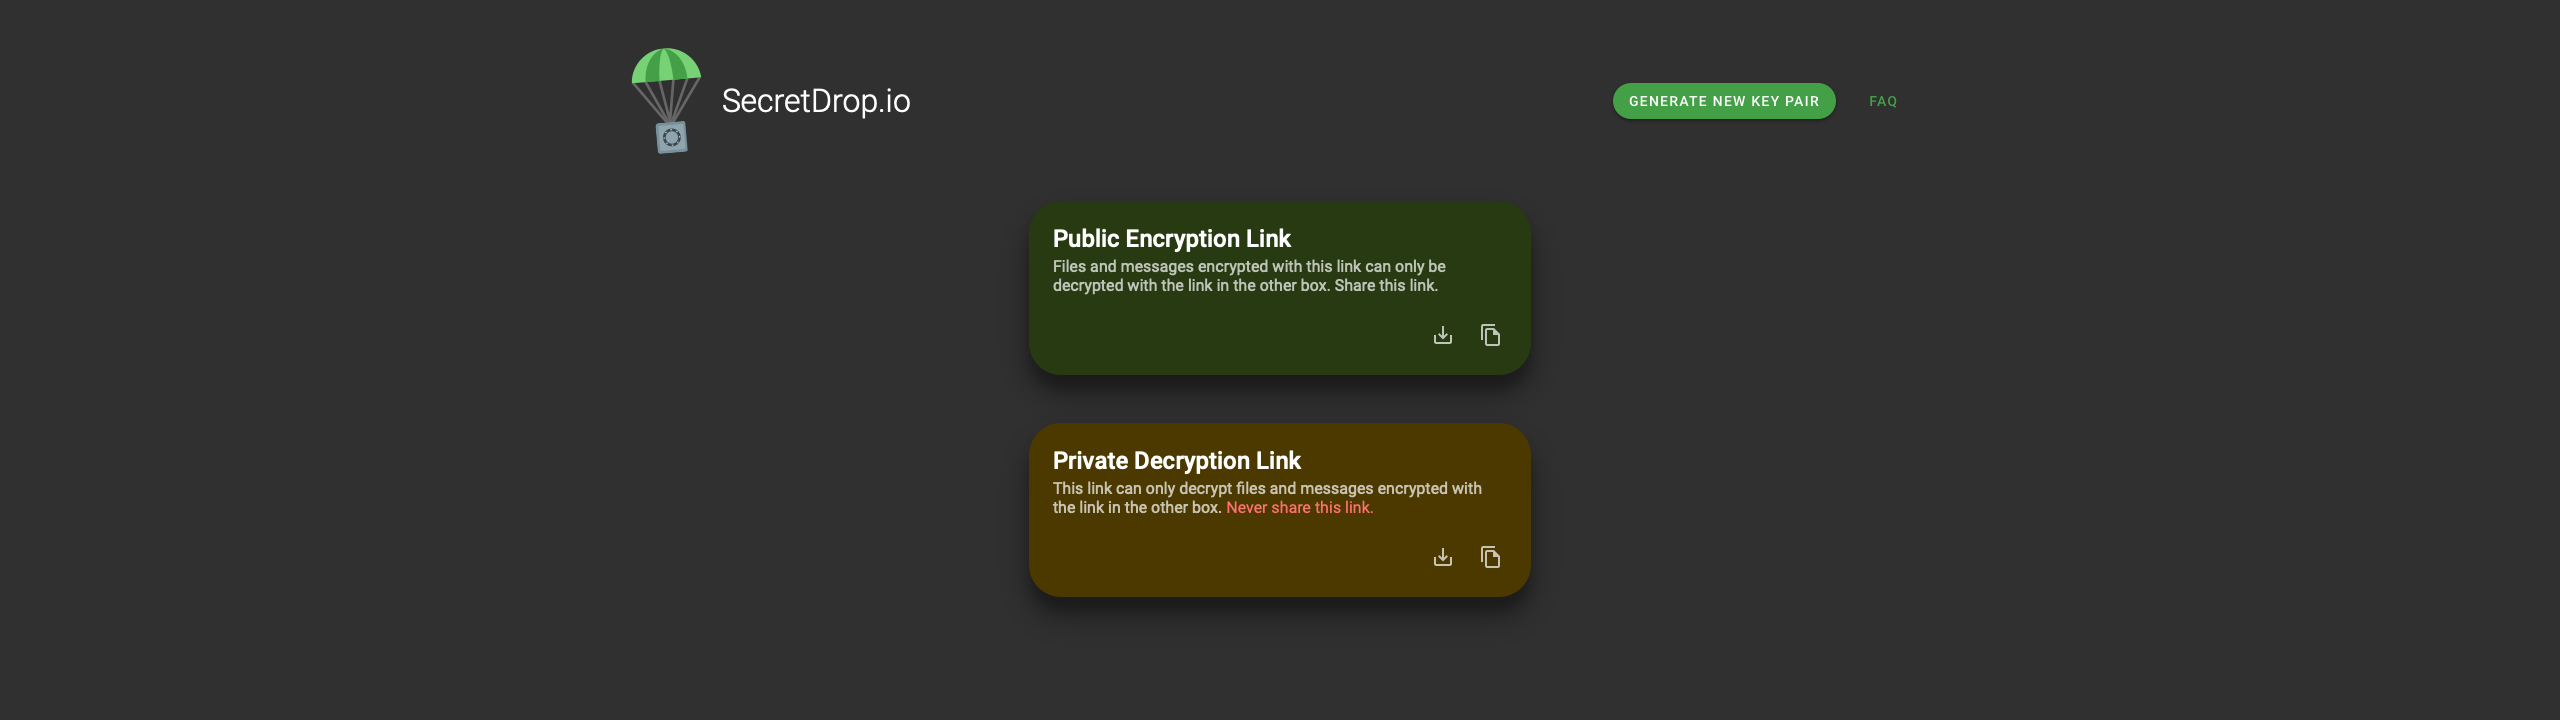 SecretDrop.io
GENERATE NEW KEY PAIR
FAQ
Public Encryption Link
Files and messages encrypted with this link can only be
decrypted with the link in the other box. Share this link.
Private Decryption Link
This link can only decrypt files and messages encrypted with
the link in the other box. Never share this link.